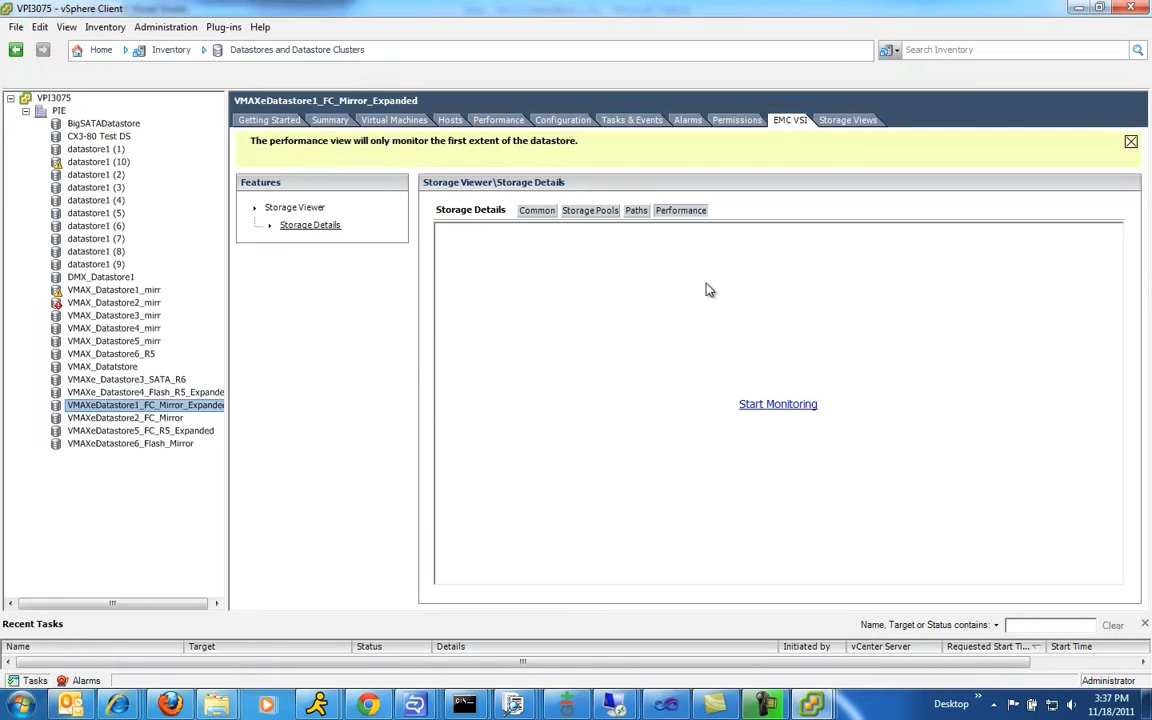 VPI3075 - vSphere Client
File Edit View Inventory Administration Plug-ins Help
Home Inventory Datastores and Datastore Clusters
Search Inventory
VPI3075
PIE
BigSATADatastore
CX3-80 Test DS
datastore1 (1)
datastore1 (10)
datastore1 (2)
datastore1 (3)
datastore1 (4)
datastore1 (5)
datastore1 (6)
datastore1 (7)
datastore1 (8)
datastore1 (9)
DMX_Datastore1
VMAX_Datastore1_mirr
VMAX_Datastore2_mirr
VMAX_Datastore3_mirr
VMAX_Datastore4_mirr
VMAX_Datastore5_mirr
VMAX_Datastore6_R5
VMAX_Datatstore
VMAXe_Datastore3_SATA_R6
VMAXe_Datastore4_Flash_R5_Expande
VMAXeDatastore1_FC_Mirror_Expanded
VMAXeDatastore2_FC_Mirror
VMAXeDatastore5_FC_R5_Expanded
VMAXeDatastore6_Flash_Mirror
VMAXeDatastore1_FC_Mirror_Expanded
Getting Started Summary Virtual Machines Hosts Performance Configuration Tasks & Events Alarms Permissions EMC VSI Storage Views
The performance view will only monitor the first extent of the datastore.
Features
Storage Viewer
Storage Details
Storage Viewer\Storage Details
Storage Details Common Storage Pools Paths Performance
Start Monitoring
Recent Tasks
Name, Target or Status contains: Clear
Name Target Status Details Initiated by vCenter Server Requested Start Ti... Start Time
Tasks Alarms
Administrator
Desktop
3:37 PM
11/18/2011